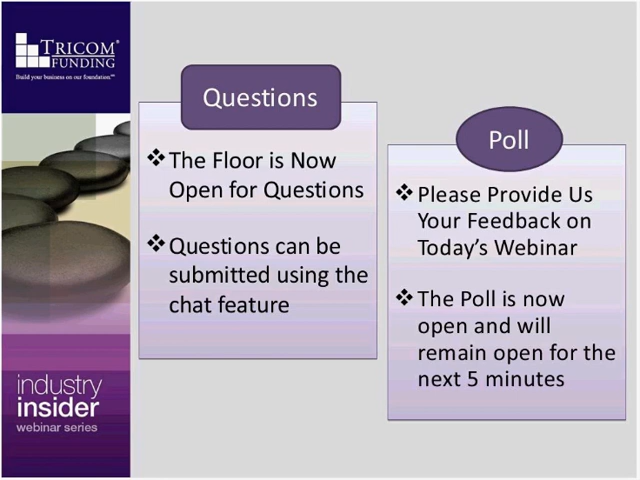 TRICOM®
FUNDING
Build your business on our foundation.℠
Questions
❖The Floor is Now
Open for Questions
❖Questions can be
submitted using the
chat feature
Poll
❖Please Provide Us
Your Feedback on
Today's Webinar
❖The Poll is now
open and will
remain open for the
next 5 minutes
industry
insider
webinar series